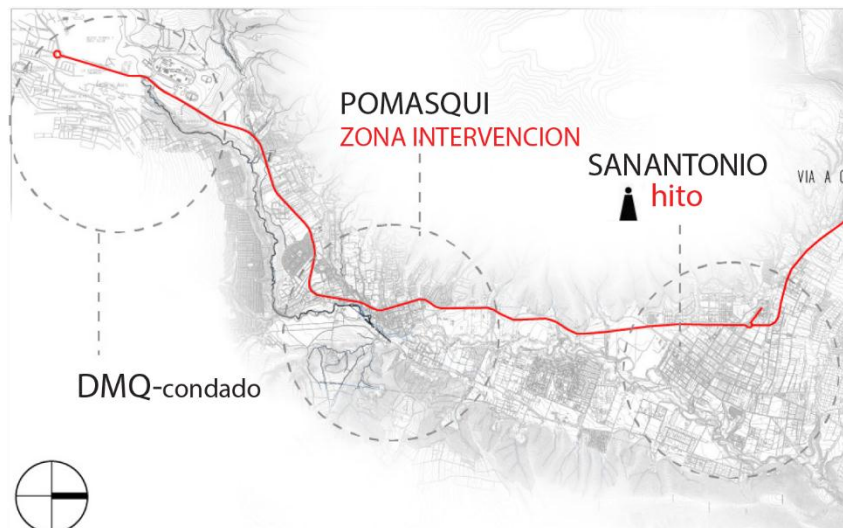 POMASQUI
ZONA INTERVENCION
SANANTONIO
hito
VIA A C
DMQ-condado